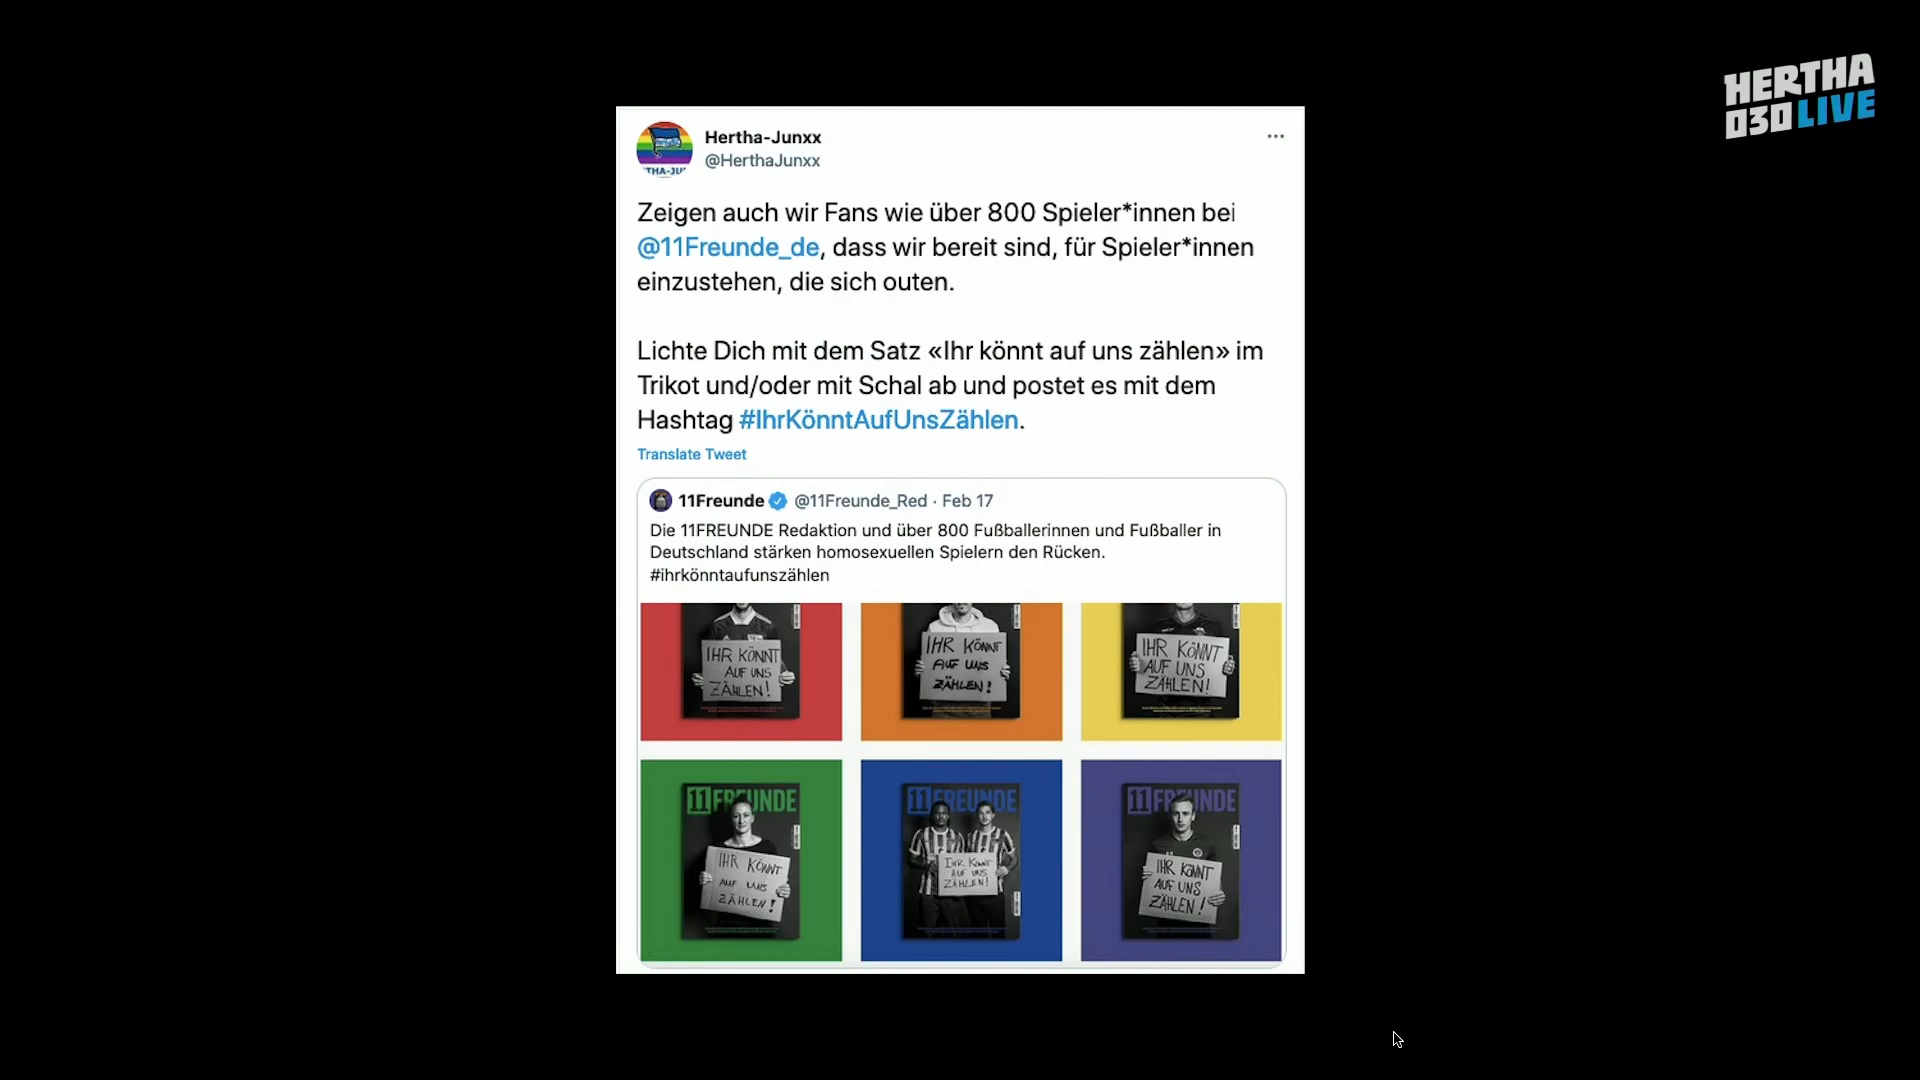 HERTHA
030 LIVE
Hertha-Junxx
@HerthaJunxx
Zeigen auch wir Fans wie über 800 Spieler*innen bei
@11Freunde_de, dass wir bereit sind, für Spieler*innen
einzustehen, die sich outen.
Lichte Dich mit dem Satz «Ihr könnt auf uns zählen» im
Trikot und/oder mit Schal ab und postet es mit dem
Hashtag #IhrKönntAufUnsZählen.
Translate Tweet
11Freunde @11Freunde_Red · Feb 17
Die 11FREUNDE Redaktion und über 800 Fußballerinnen und Fußballer in
Deutschland stärken homosexuellen Spielern den Rücken.
#ihrkönntaufunszählen
IHR KÖNNT
AUF UNS
ZÄHLEN!
IHR KÖNNT
AUF UNS
ZÄHLEN!
IHR KÖNNT
AUF UNS
ZÄHLEN!
11FREUNDE
IHR KÖNNT
AUF UNS
ZÄHLEN!
11FREUNDE
IHR KÖNNT
AUF UNS
ZÄHLEN!
11FREUNDE
IHR KÖNNT
AUF UNS
ZÄHLEN!